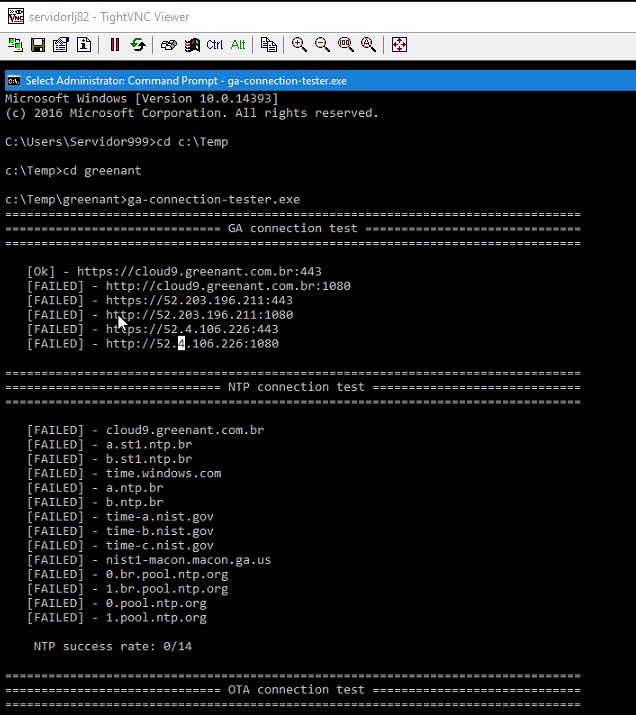 servidorlj82 - TightVNC Viewer
Ctrl Alt
Select Administrator: Command Prompt - ga-connection-tester.exe
Microsoft Windows [Version 10.0.14393]
(c) 2016 Microsoft Corporation. All rights reserved.
C:\Users\Servidor999>cd c:\Temp
c:\Temp>cd greenant
c:\Temp\greenant>ga-connection-tester.exe
================================================================================
============================== GA connection test ==============================
================================================================================
[Ok] - https://cloud9.greenant.com.br:443
[FAILED] - http://cloud9.greenant.com.br:1080
[FAILED] - https://52.203.196.211:443
[FAILED] - http://52.203.196.211:1080
[FAILED] - https://52.4.106.226:443
[FAILED] - http://52.4.106.226:1080
================================================================================
============================== NTP connection test =============================
================================================================================
[FAILED] - cloud9.greenant.com.br
[FAILED] - a.st1.ntp.br
[FAILED] - b.st1.ntp.br
[FAILED] - time.windows.com
[FAILED] - a.ntp.br
[FAILED] - b.ntp.br
[FAILED] - time-a.nist.gov
[FAILED] - time-b.nist.gov
[FAILED] - time-c.nist.gov
[FAILED] - nist1-macon.macon.ga.us
[FAILED] - 0.br.pool.ntp.org
[FAILED] - 1.br.pool.ntp.org
[FAILED] - 0.pool.ntp.org
[FAILED] - 1.pool.ntp.org
NTP success rate: 0/14
================================================================================
============================== OTA connection test =============================
================================================================================